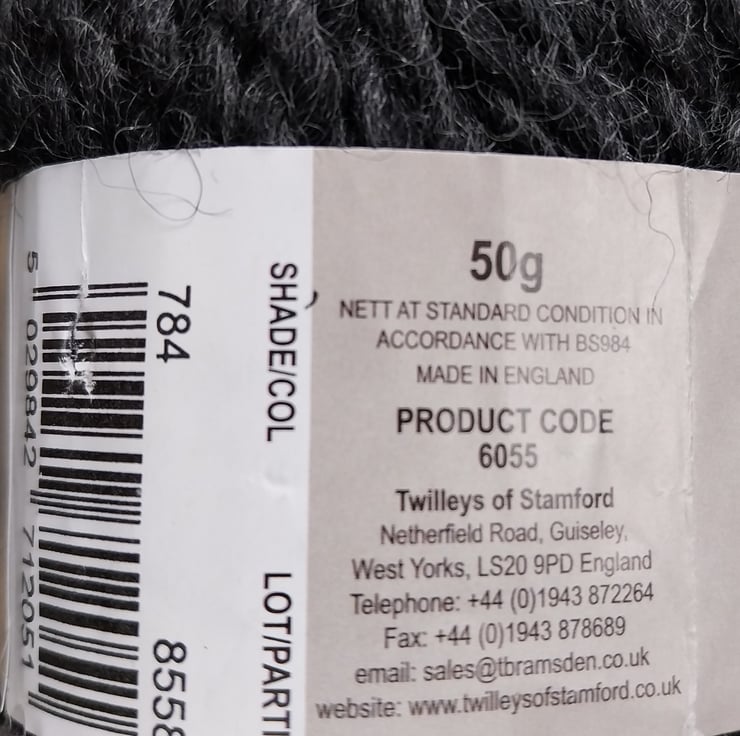 50g
NETT AT STANDARD CONDITION IN
ACCORDANCE WITH BS984
MADE IN ENGLAND
PRODUCT CODE
6055
Twilleys of Stamford
Netherfield Road, Guiseley,
West Yorks, LS20 9PD England
Telephone: +44 (0)1943 872264
Fax: +44 (0)1943 878689
email: sales@tbramsden.co.uk
website: www.twilleysofstamford.co.uk
SHADE/COL
LOT/PARTI
784
8558
5 029842 712051